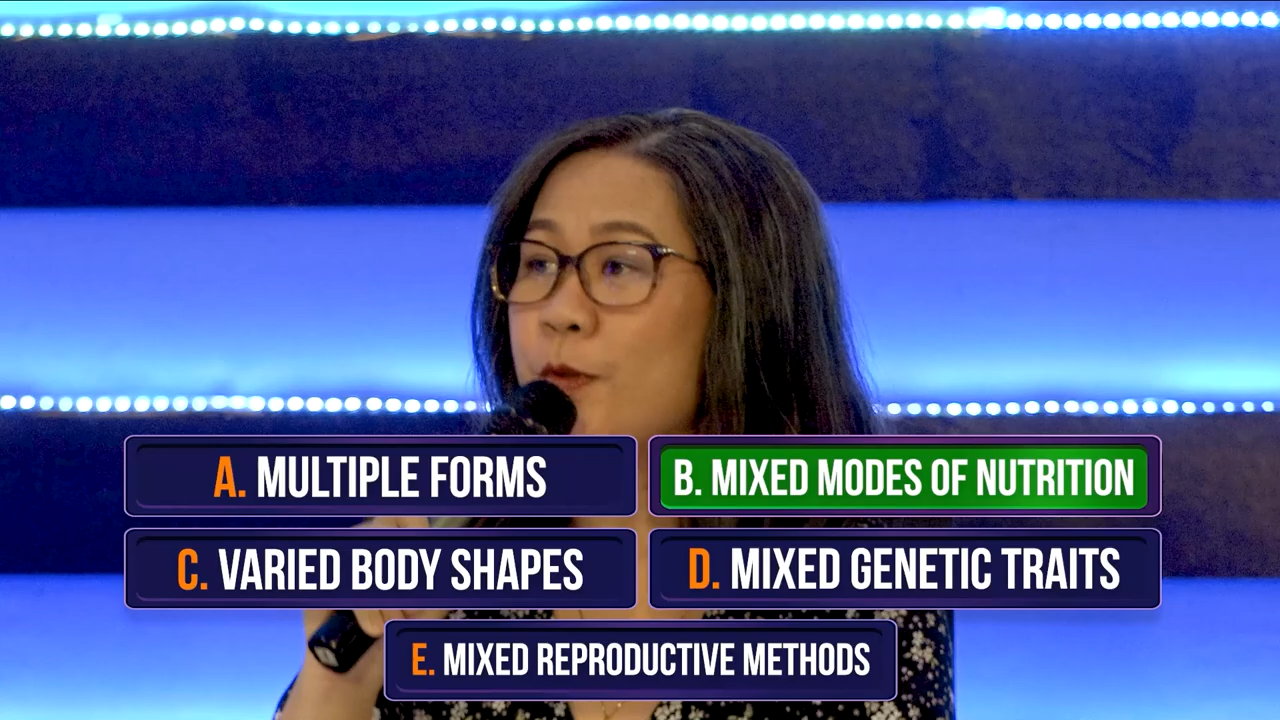 A. MULTIPLE FORMS
B. MIXED MODES OF NUTRITION
C. VARIED BODY SHAPES
D. MIXED GENETIC TRAITS
E. MIXED REPRODUCTIVE METHODS